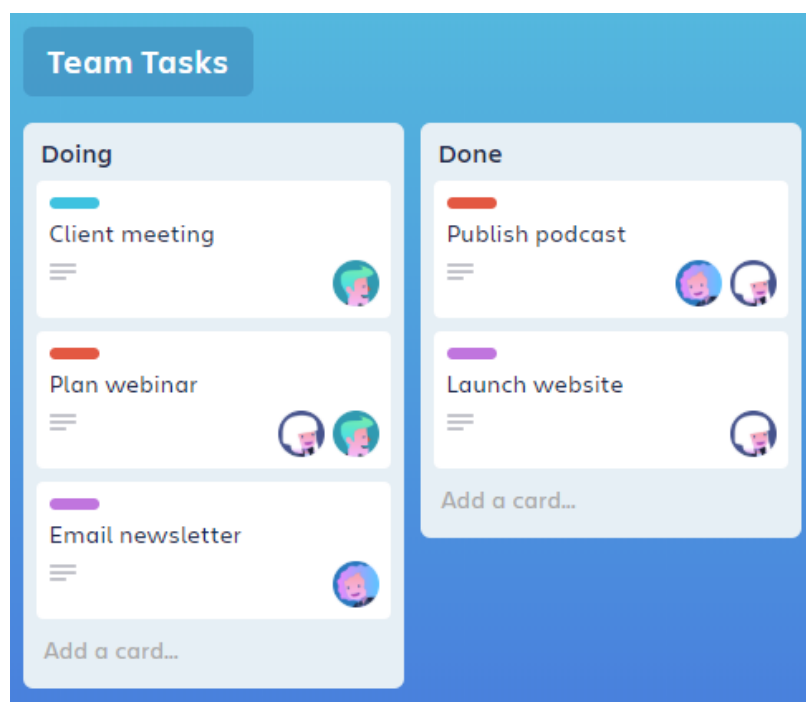 Team Tasks
Doing
Client meeting
Plan webinar
Email newsletter
Add a card...
Done
Publish podcast
Launch website
Add a card...